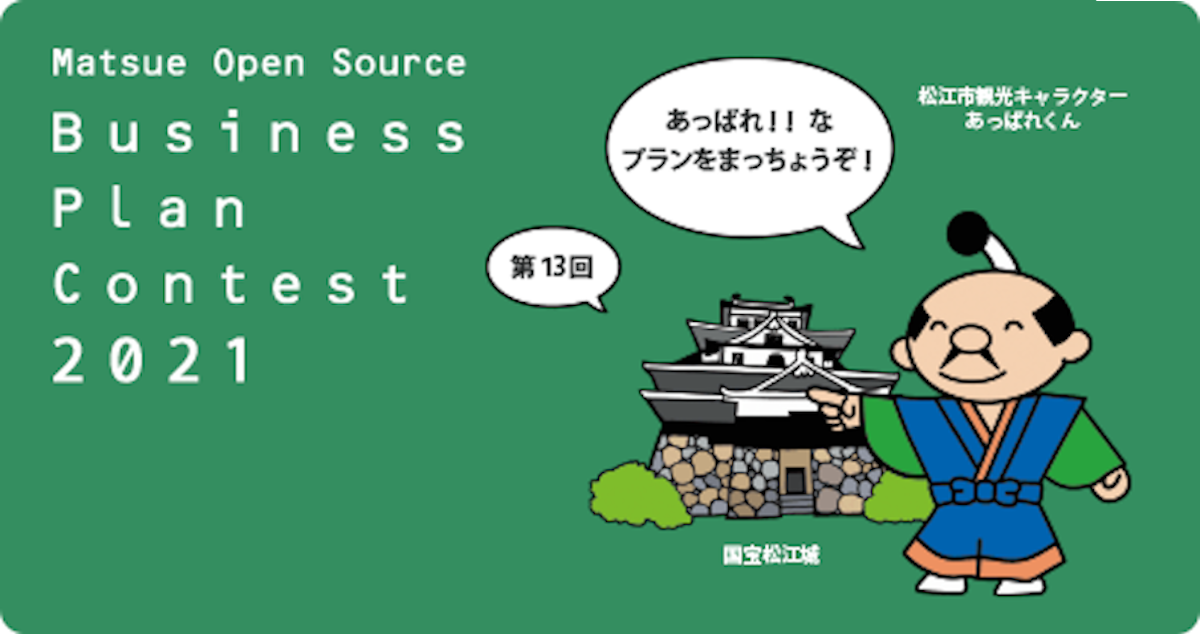 Matsue Open Source
Business
Plan
Contest
2021
あっぱれ!! な
プランをまっちょうぞ!
松江市観光キャラクター
あっぱれくん
第13回
国宝松江城